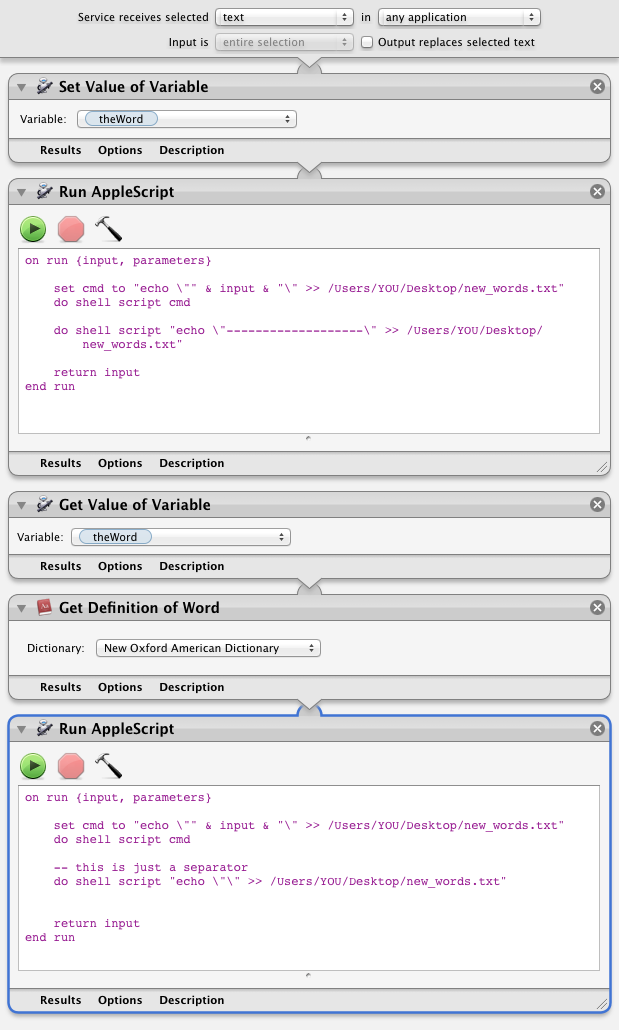 Service receives selected text in any application
Input is entire selection Output replaces selected text
Set Value of Variable
Variable: theWord
Results Options Description
Run AppleScript
on run {input, parameters}
set cmd to "echo \"" & input & "\" >> /Users/YOU/Desktop/new_words.txt"
do shell script cmd
do shell script "echo \"-------------------\" >> /Users/YOU/Desktop/
new_words.txt"
return input
end run
Results Options Description
Get Value of Variable
Variable: theWord
Results Options Description
Aa Get Definition of Word
Dictionary: New Oxford American Dictionary
Results Options Description
Run AppleScript
on run {input, parameters}
set cmd to "echo \"" & input & "\" >> /Users/YOU/Desktop/new_words.txt"
do shell script cmd
-- this is just a separator
do shell script "echo \"\" >> /Users/YOU/Desktop/new_words.txt"
return input
end run
Results Options Description